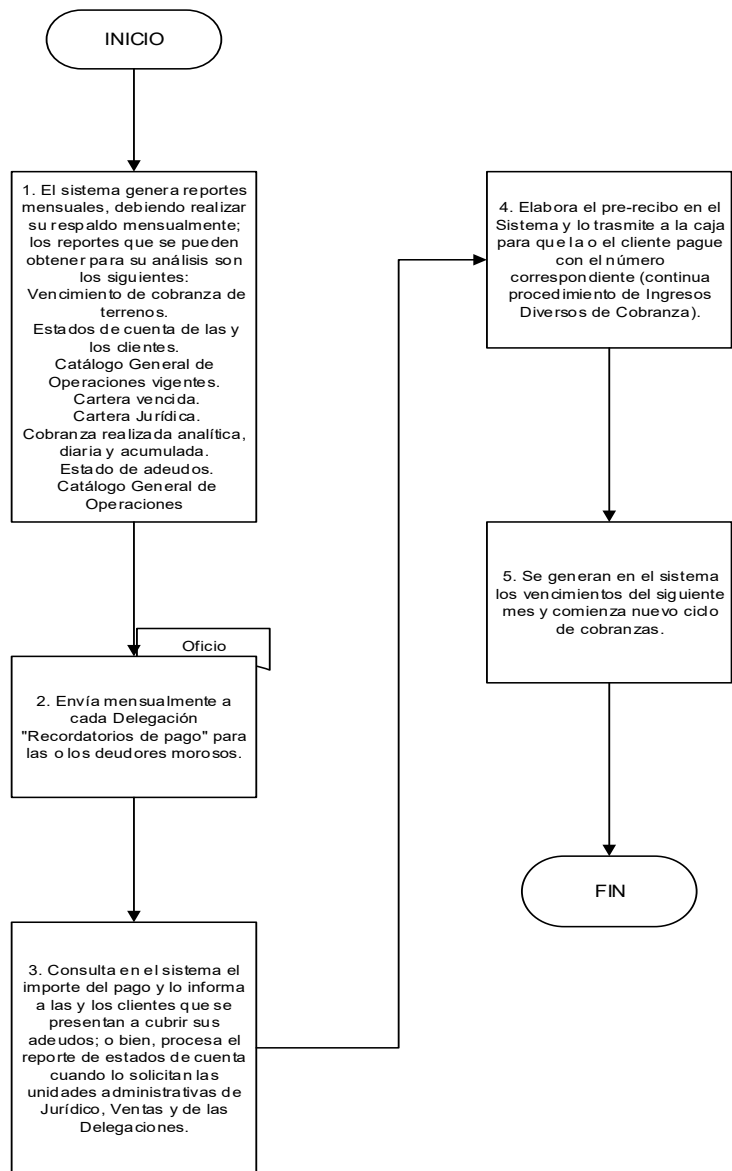 INICIO
1. El sistema genera reportes
mensuales, debiendo realizar
su respaldo mensualmente;
los reportes que se pueden
obtener para su análisis son
los siguientes:
Vencimiento de cobranza de
terrenos.
Estados de cuenta de las y
los clientes.
Catálogo General de
Operaciones vigentes.
Cartera vencida.
Cartera Jurídica.
Cobranza realizada analítica,
diaria y acumulada.
Estado de adeudos.
Catálogo General de
Operaciones
Oficio
2. Envía mensualmente a
cada Delegación
"Recordatorios de pago" para
las o los deudores morosos.
3. Consulta en el sistema el
importe del pago y lo informa
a las y los clientes que se
presentan a cubrir sus
adeudos; o bien, procesa el
reporte de estados de cuenta
cuando lo solicitan las
unidades administrativas de
Jurídico, Ventas y de las
Delegaciones.
4. Elabora el pre-recibo en el
Sistema y lo trasmite a la caja
para que la o el cliente pague
con el número
correspondiente (continua
procedimiento de Ingresos
Diversos de Cobranza).
5. Se generan en el sistema
los vencimientos del siguiente
mes y comienza nuevo ciclo
de cobranzas.
FIN